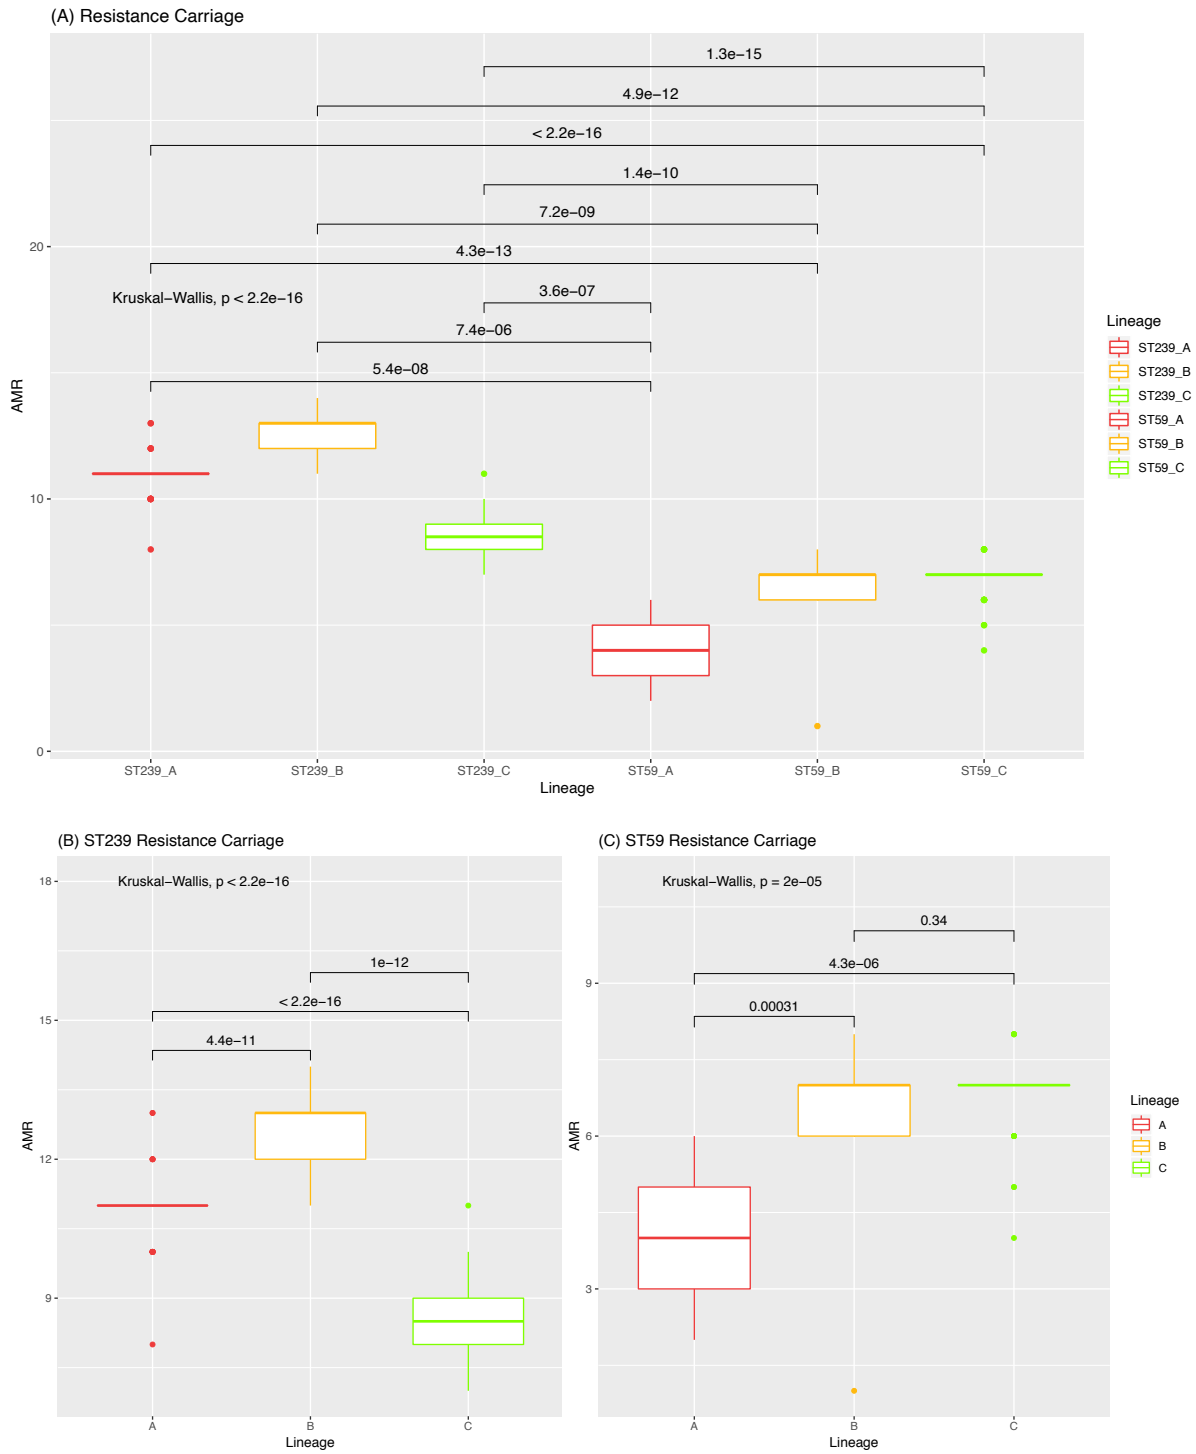 (A) Resistance Carriage
1.3e−15
4.9e−12
< 2.2e−16
1.4e−10
7.2e−09
4.3e−13
Kruskal−Wallis, p < 2.2e−16
3.6e−07
7.4e−06
5.4e−08
20
10
0
AMR
ST239_A ST239_B ST239_C ST59_A ST59_B ST59_C
Lineage
Lineage
ST239_A
ST239_B
ST239_C
ST59_A
ST59_B
ST59_C
(B) ST239 Resistance Carriage
Kruskal−Wallis, p < 2.2e−16
1e−12
< 2.2e−16
4.4e−11
18
15
12
9
AMR
A B C
Lineage
(C) ST59 Resistance Carriage
Kruskal−Wallis, p = 2e−05
0.34
4.3e−06
0.00031
9
6
3
AMR
A B C
Lineage
Lineage
A
B
C